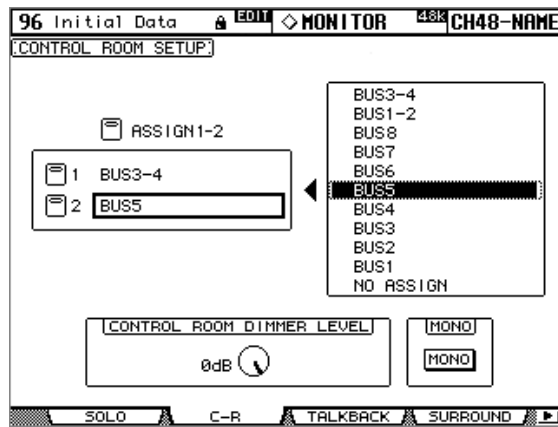 96 Initial Data EDIT ◇MONITOR 48K CH48-NAME
CONTROL ROOM SETUP
ASSIGN1-2
1 BUS3-4
2 BUS5
BUS3-4
BUS1-2
BUS8
BUS7
BUS6
BUS5
BUS4
BUS3
BUS2
BUS1
NO ASSIGN
CONTROL ROOM DIMMER LEVEL
0dB
MONO
MONO
SOLO C-R TALKBACK SURROUND